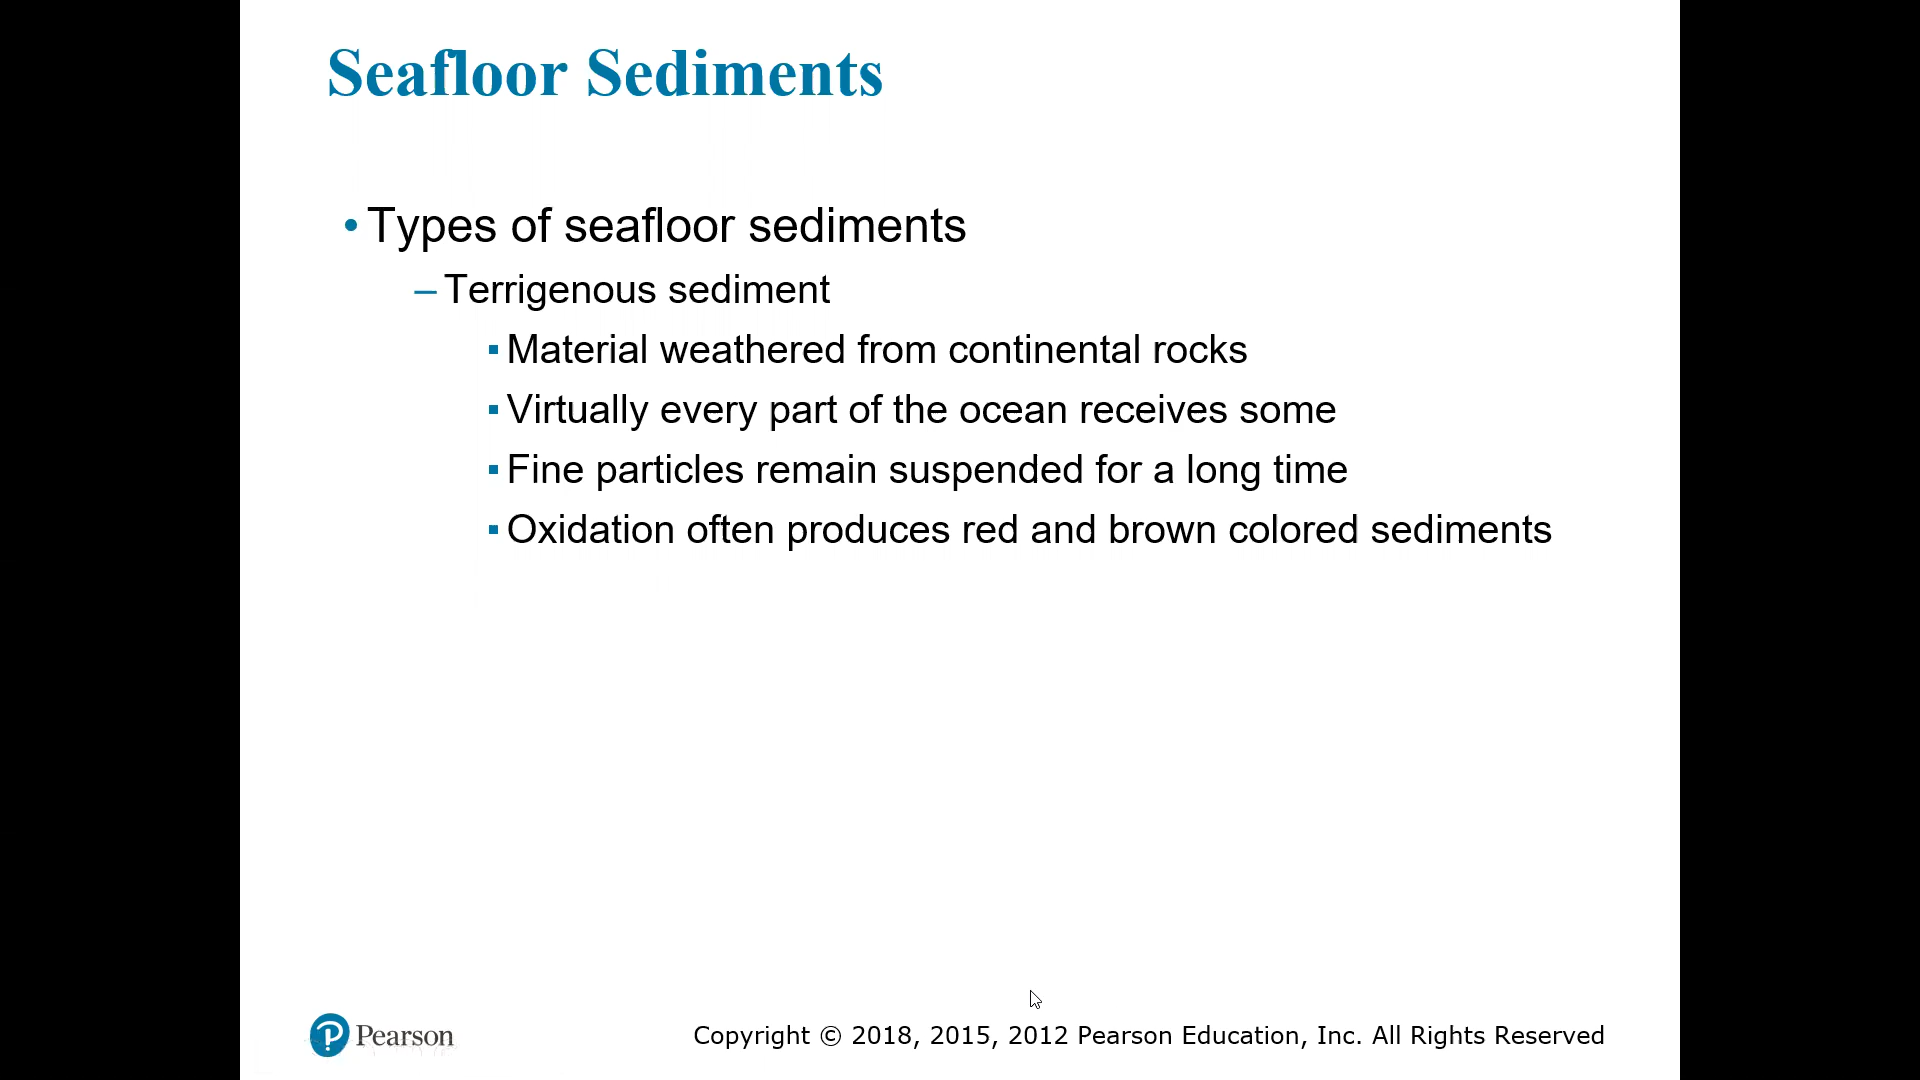 Seafloor Sediments
• Types of seafloor sediments
– Terrigenous sediment
▪ Material weathered from continental rocks
▪ Virtually every part of the ocean receives some
▪ Fine particles remain suspended for a long time
▪ Oxidation often produces red and brown colored sediments
P Pearson
Copyright © 2018, 2015, 2012 Pearson Education, Inc. All Rights Reserved